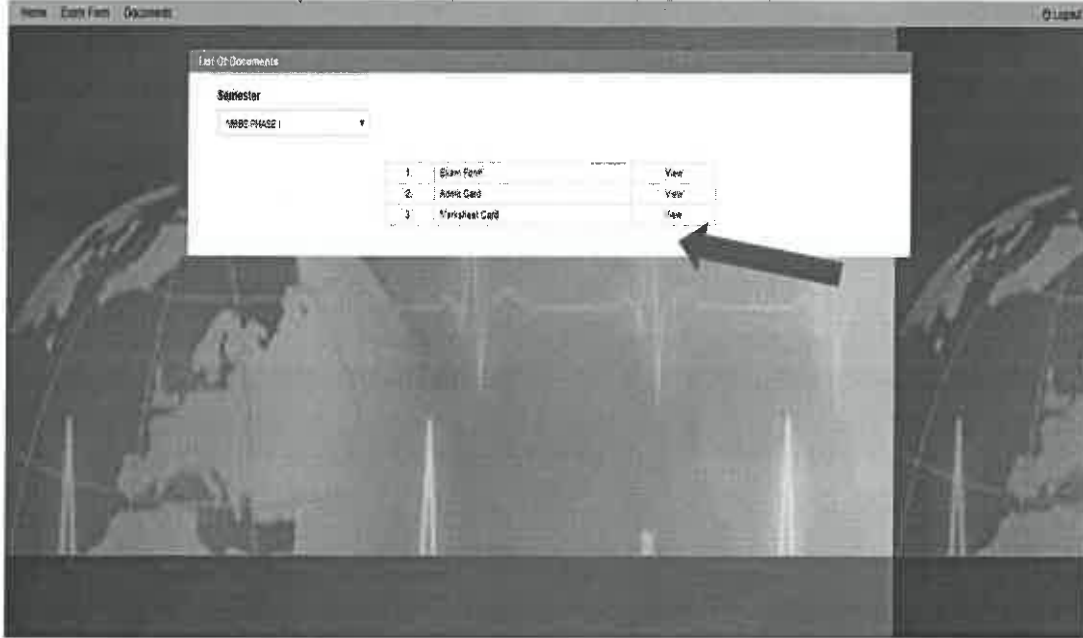 Home Exam Form Documents Logout
List Of Documents
Semester
MBBS PHASE I
1. Exam Form View
2. Admit Card View
3. Marksheet Card View